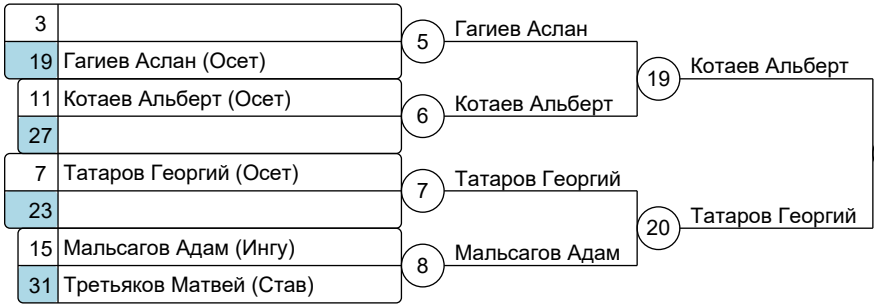 3
5
Гагиев Аслан
19 Гагиев Аслан (Осет)
19
Котаев Альберт
11 Котаев Альберт (Осет)
6
Котаев Альберт
27
7 Татаров Георгий (Осет)
7
Татаров Георгий
23
20
Татаров Георгий
15 Мальсагов Адам (Ингу)
8
Мальсагов Адам
31 Третьяков Матвей (Став)